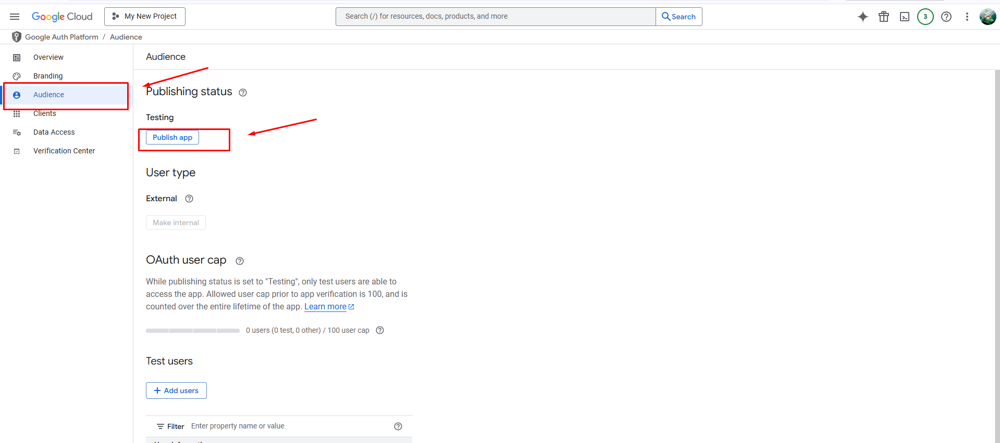 Google Cloud
My New Project
Search (/) for resources, docs, products, and more
Search
3
Google Auth Platform / Audience
Overview
Branding
Audience
Clients
Data Access
Verification Center
Audience
Publishing status
Testing
Publish app
User type
External
Make internal
OAuth user cap
While publishing status is set to "Testing", only test users are able to
access the app. Allowed user cap prior to app verification is 100, and is
counted over the entire lifetime of the app. Learn more
0 users (0 test, 0 other) / 100 user cap
Test users
+ Add users
Filter Enter property name or value